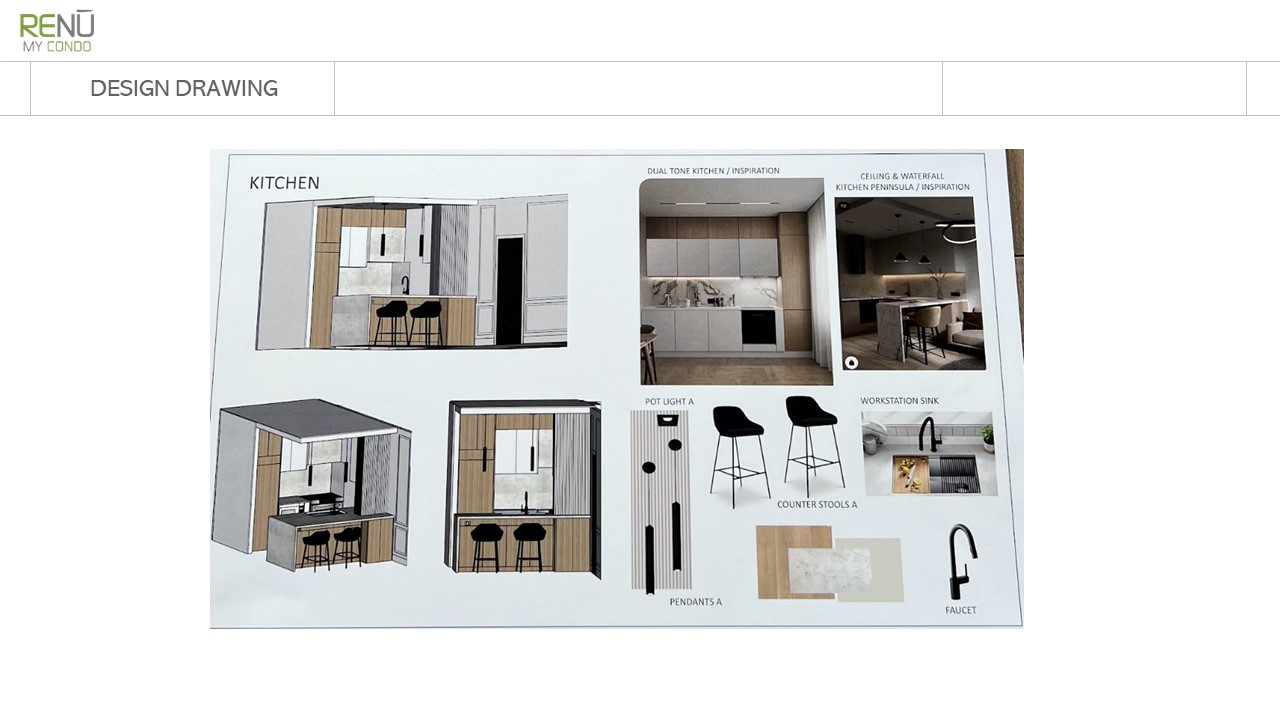 RENŪ
MY CONDO
DESIGN DRAWING
KITCHEN
DUAL TONE KITCHEN / INSPIRATION
CEILING & WATERFALL
KITCHEN PENINSULA / INSPIRATION
POT LIGHT A
WORKSTATION SINK
COUNTER STOOLS A
PENDANTS A
FAUCET